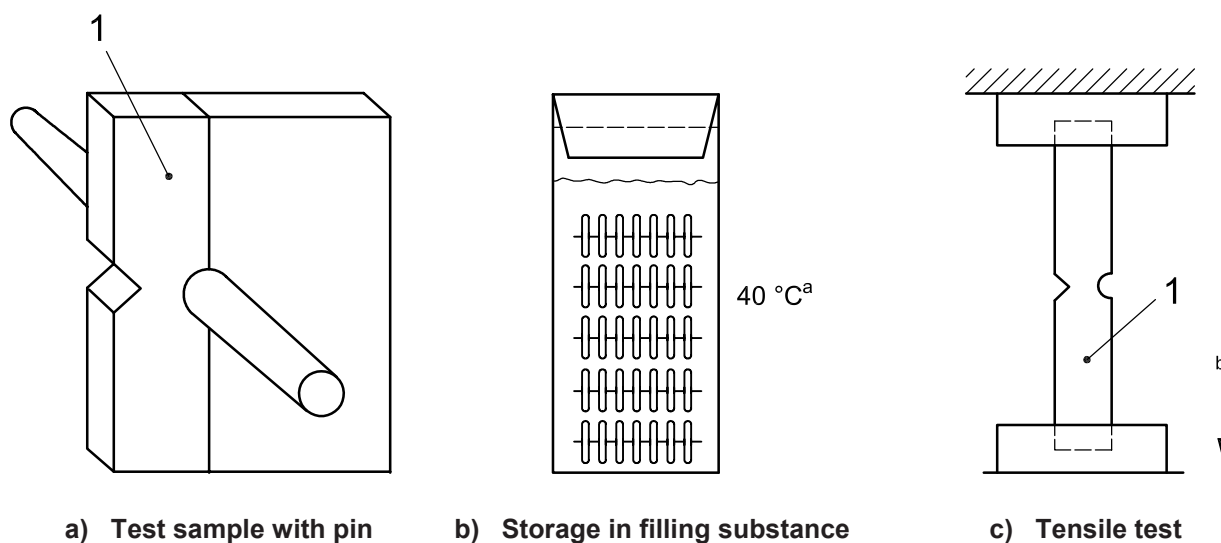 1
40 °Cᵃ
1
b
a) Test sample with pin
b) Storage in filling substance
c) Tensile test